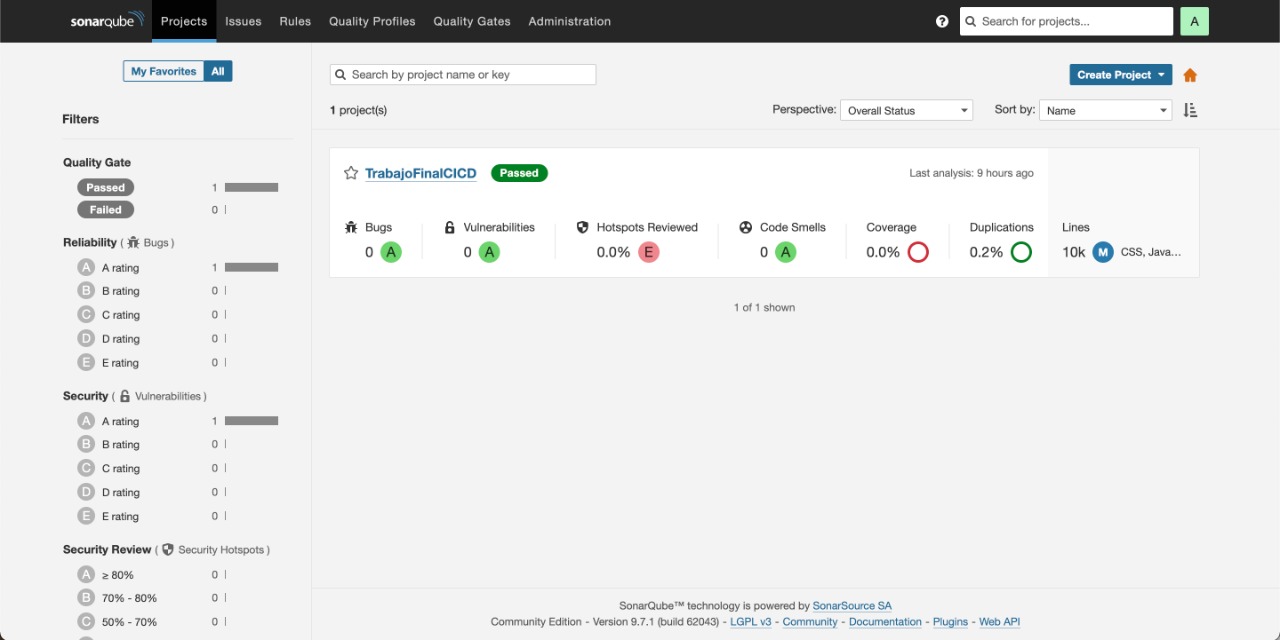 sonarqube Projects Issues Rules Quality Profiles Quality Gates Administration ? Search for projects... A
My Favorites All
Search by project name or key
Create Project
1 project(s)
Perspective: Overall Status
Sort by: Name
Filters
Quality Gate
Passed 1
Failed 0
Reliability ( Bugs )
A A rating 1
B B rating 0
C C rating 0
D D rating 0
E E rating 0
Security ( Vulnerabilities )
A A rating 1
B B rating 0
C C rating 0
D D rating 0
E E rating 0
Security Review ( Security Hotspots )
A ≥ 80% 0
B 70% - 80% 0
C 50% - 70% 0
TrabajoFinalCICD Passed
Last analysis: 9 hours ago
Bugs Vulnerabilities Hotspots Reviewed Code Smells Coverage Duplications Lines
0 A 0 A 0.0% E 0 A 0.0% 0.2% 10k M CSS, Java...
1 of 1 shown
SonarQube™ technology is powered by SonarSource SA
Community Edition - Version 9.7.1 (build 62043) - LGPL v3 - Community - Documentation - Plugins - Web API